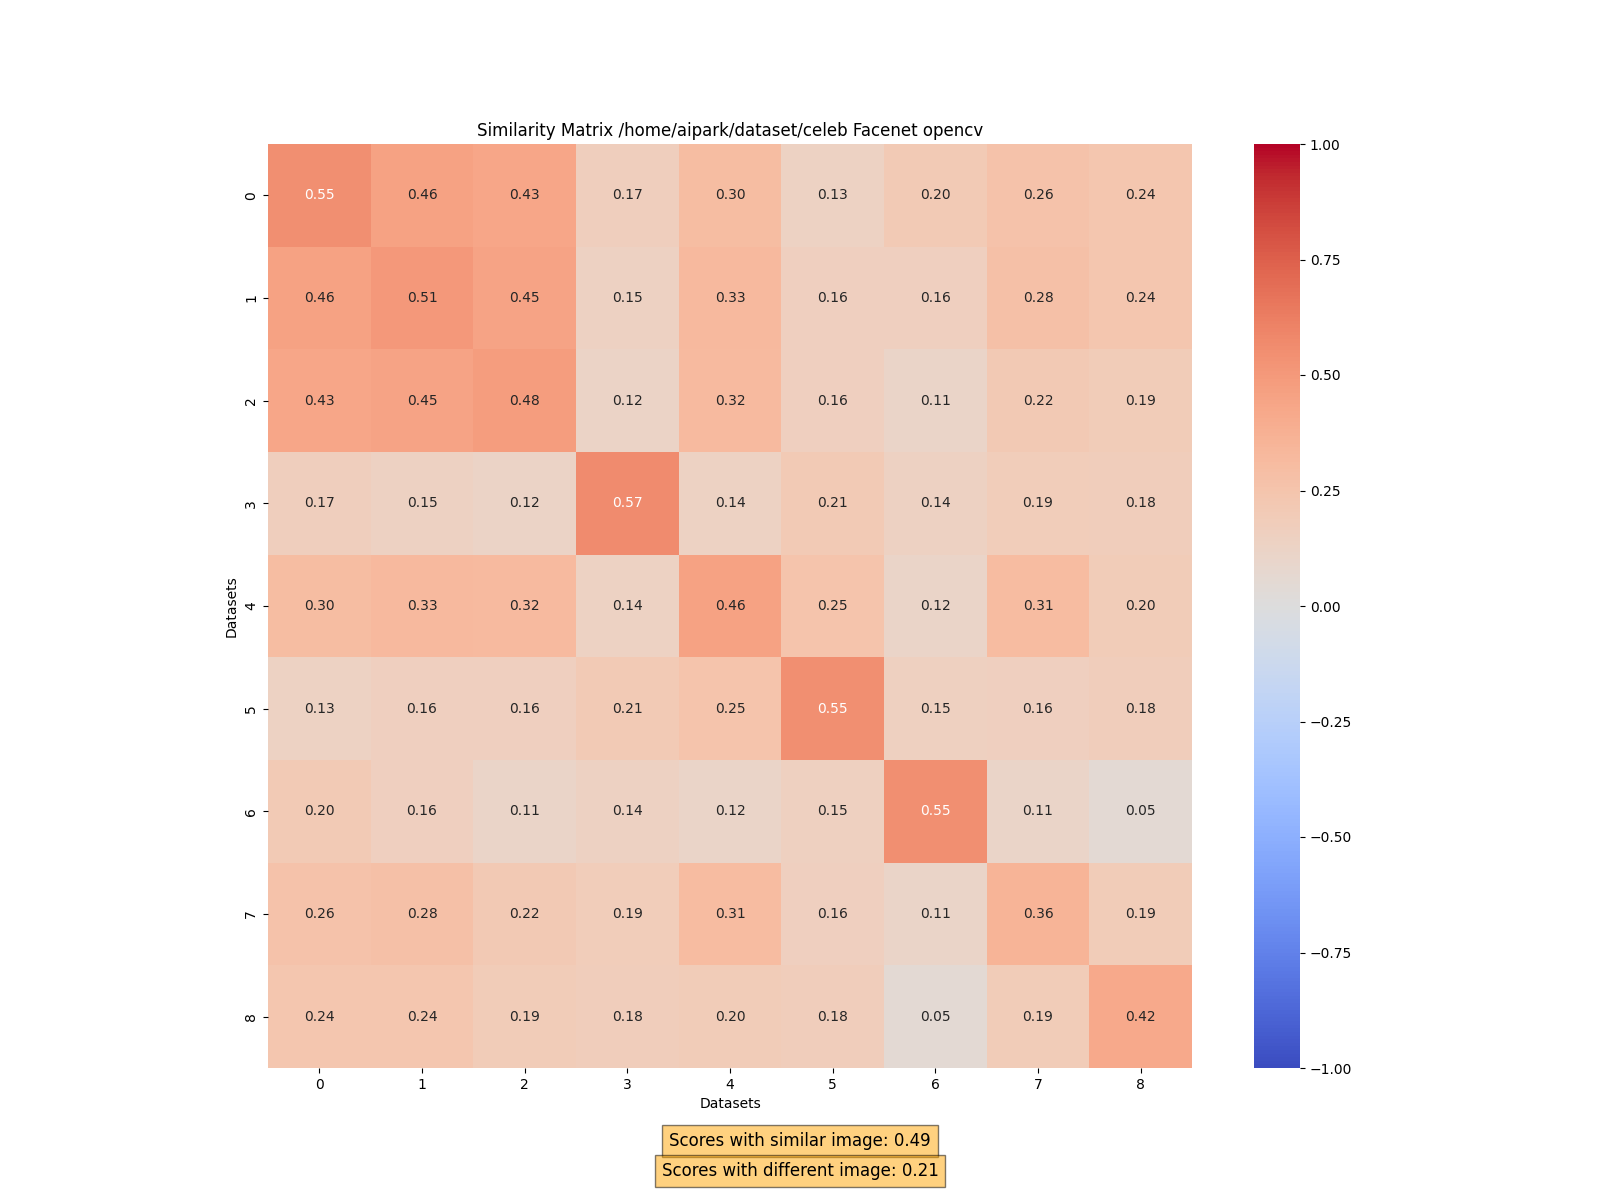 Similarity Matrix /home/aipark/dataset/celeb Facenet opencv
0 0.55 0.46 0.43 0.17 0.30 0.13 0.20 0.26 0.24
1 0.46 0.51 0.45 0.15 0.33 0.16 0.16 0.28 0.24
2 0.43 0.45 0.48 0.12 0.32 0.16 0.11 0.22 0.19
3 0.17 0.15 0.12 0.57 0.14 0.21 0.14 0.19 0.18
4 0.30 0.33 0.32 0.14 0.46 0.25 0.12 0.31 0.20
5 0.13 0.16 0.16 0.21 0.25 0.55 0.15 0.16 0.18
6 0.20 0.16 0.11 0.14 0.12 0.15 0.55 0.11 0.05
7 0.26 0.28 0.22 0.19 0.31 0.16 0.11 0.36 0.19
8 0.24 0.24 0.19 0.18 0.20 0.18 0.05 0.19 0.42
Datasets
0 1 2 3 4 5 6 7 8
Datasets
1.00
0.75
0.50
0.25
0.00
−0.25
−0.50
−0.75
−1.00
Scores with similar image: 0.49
Scores with different image: 0.21